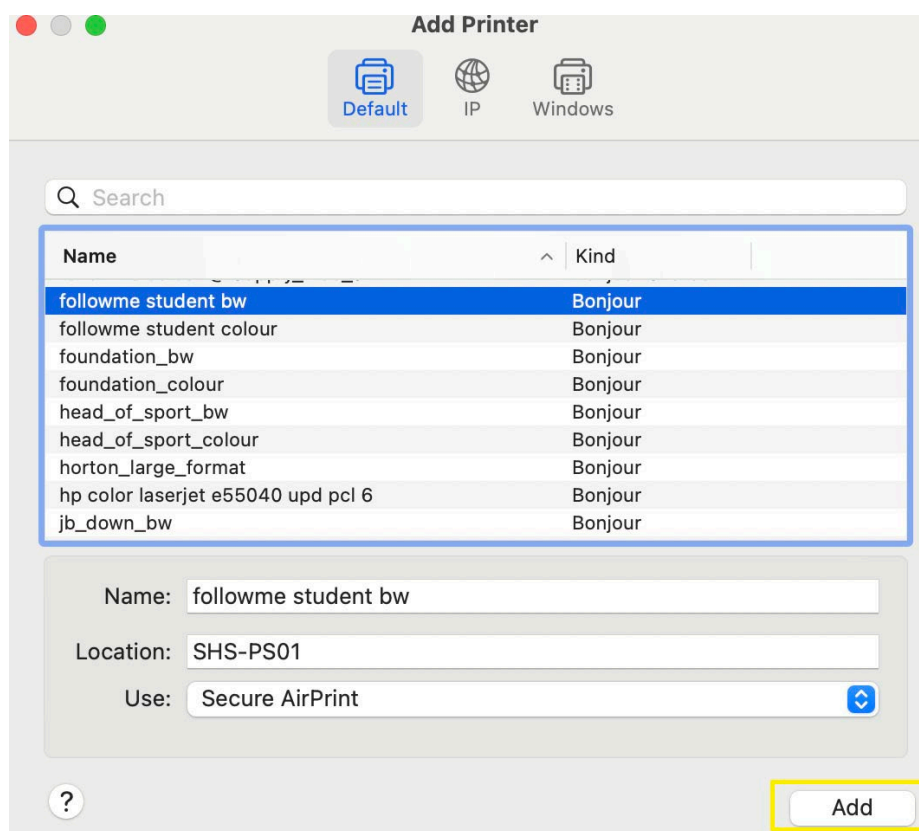 Add Printer
Default IP Windows
Search
Name Kind
followme student bw Bonjour
followme student colour Bonjour
foundation_bw Bonjour
foundation_colour Bonjour
head_of_sport_bw Bonjour
head_of_sport_colour Bonjour
horton_large_format Bonjour
hp color laserjet e55040 upd pcl 6 Bonjour
jb_down_bw Bonjour
Name: followme student bw
Location: SHS-PS01
Use: Secure AirPrint
? Add